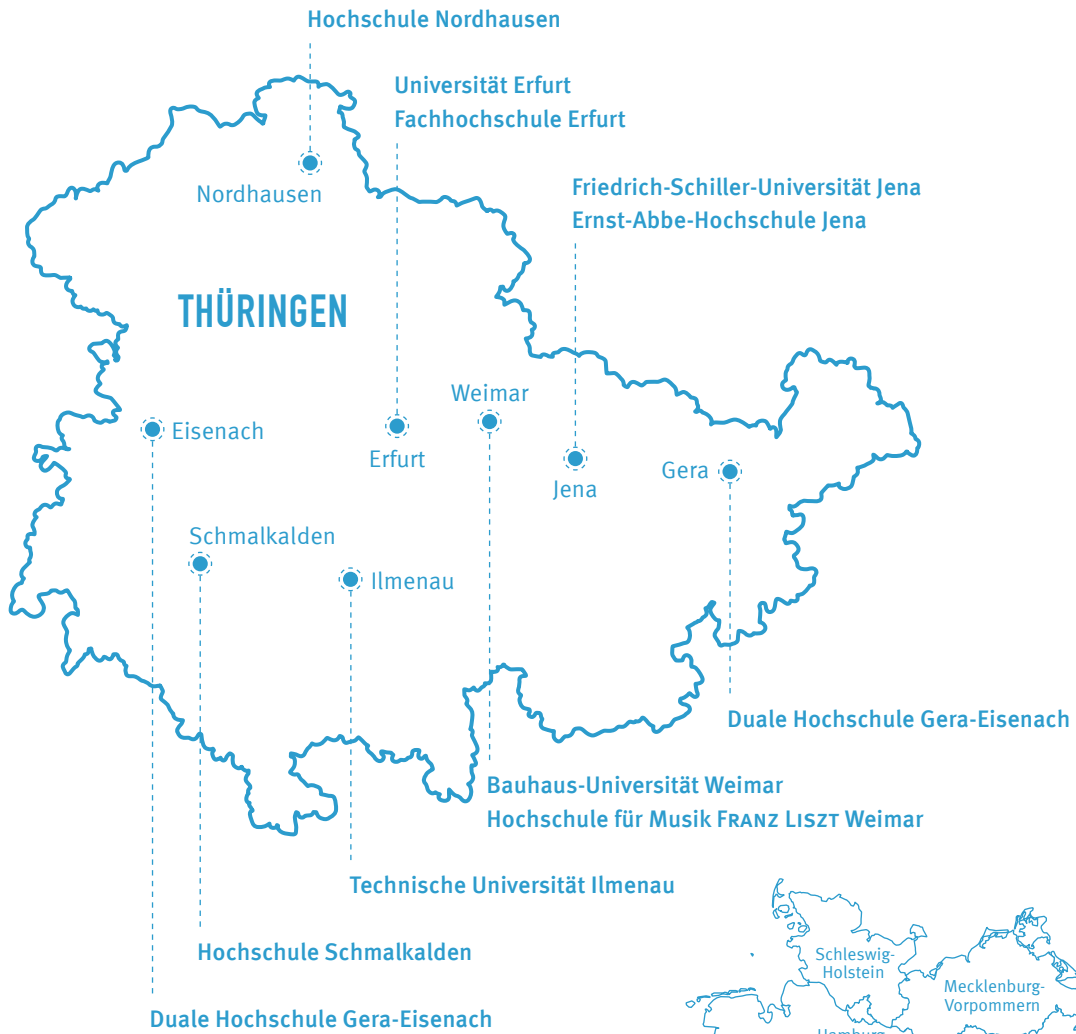 Hochschule Nordhausen
Universität Erfurt
Fachhochschule Erfurt
Nordhausen
Friedrich-Schiller-Universität Jena
Ernst-Abbe-Hochschule Jena
THÜRINGEN
Weimar
Eisenach
Erfurt
Jena
Gera
Schmalkalden
Ilmenau
Duale Hochschule Gera-Eisenach
Bauhaus-Universität Weimar
Hochschule für Musik FRANZ LISZT Weimar
Technische Universität Ilmenau
Hochschule Schmalkalden
Schleswig-
Holstein
Mecklenburg-
Vorpommern
Duale Hochschule Gera-Eisenach